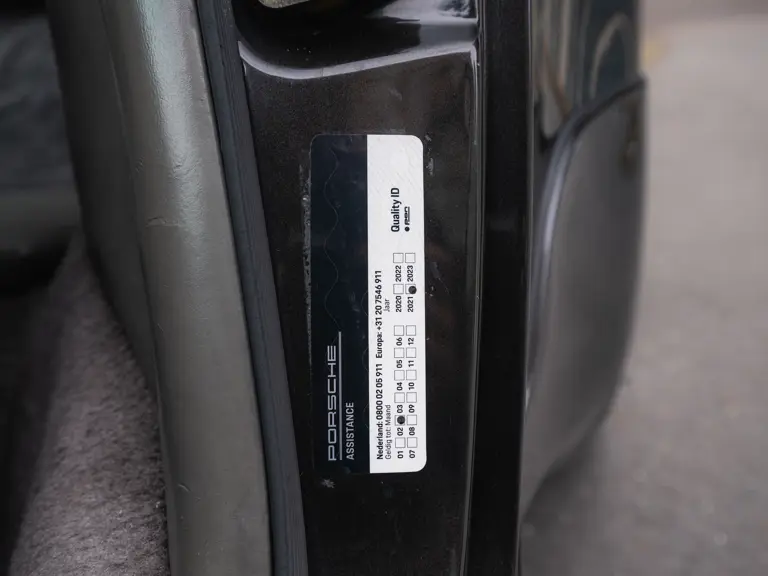 PORSCHE
ASSISTANCE
Nederland: 0800 02 05 911 Europa: +31 20 7546 911
Geldig tot: Maand Jaar
01 02 03 04 05 06 2020 2022
07 08 09 10 11 12 2021 2023
Quality ID